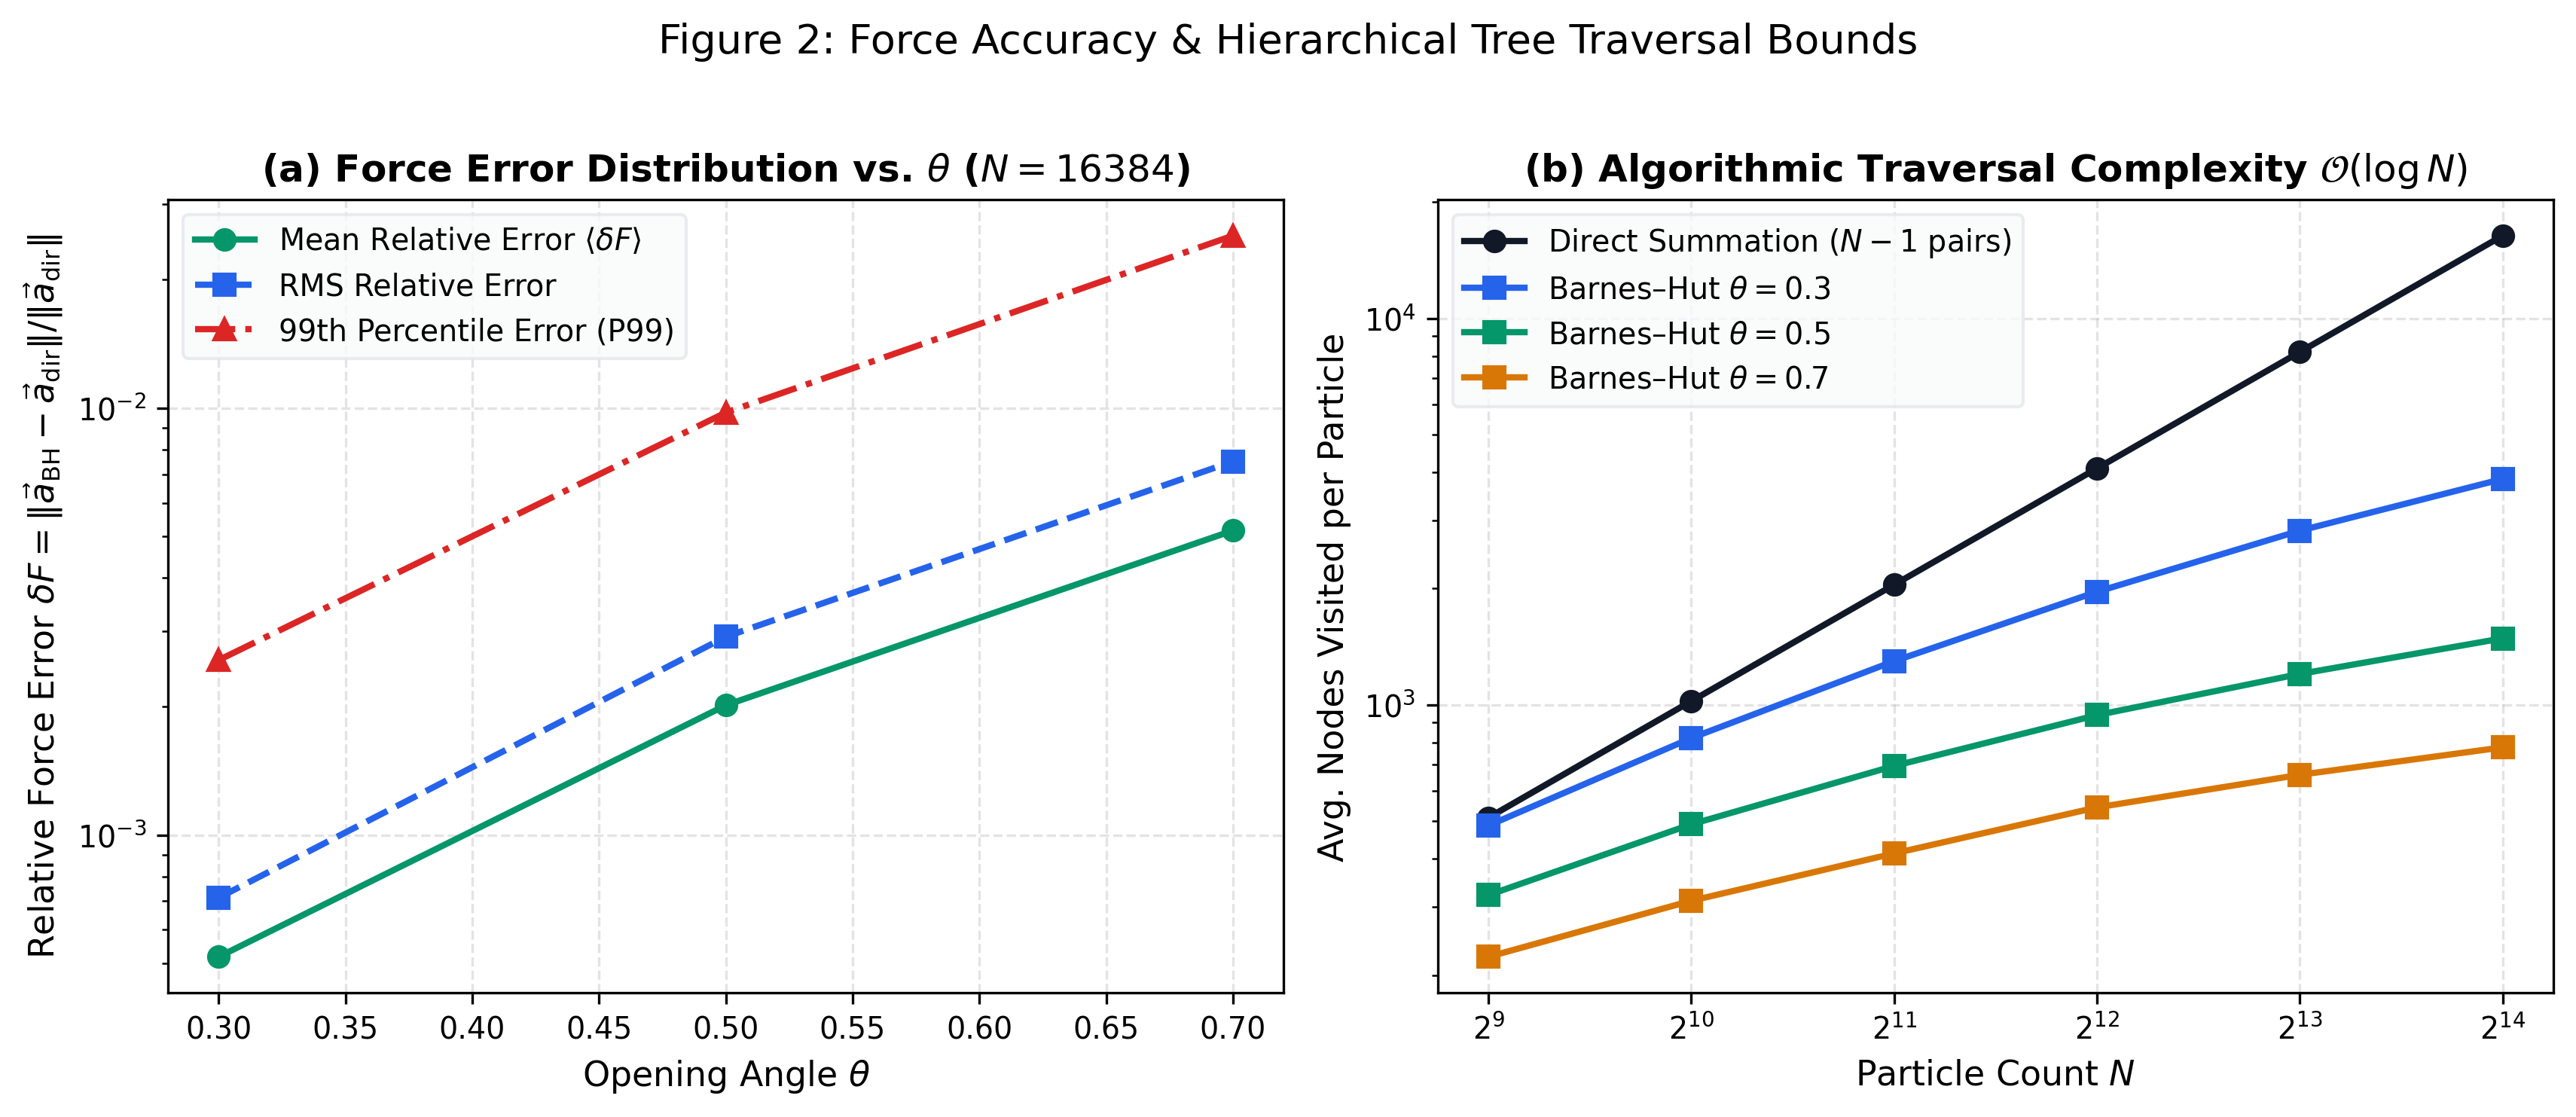 Figure 2: Force Accuracy & Hierarchical Tree Traversal Bounds
(a) Force Error Distribution vs. θ (N = 16384)
Relative Force Error δF = ‖a⃗_BH − a⃗_dir‖/‖a⃗_dir‖
Mean Relative Error ⟨δF⟩
RMS Relative Error
99th Percentile Error (P99)
10⁻²
10⁻³
0.30 0.35 0.40 0.45 0.50 0.55 0.60 0.65 0.70
Opening Angle θ
(b) Algorithmic Traversal Complexity 𝒪(log N)
Avg. Nodes Visited per Particle
Direct Summation (N − 1 pairs)
Barnes–Hut θ = 0.3
Barnes–Hut θ = 0.5
Barnes–Hut θ = 0.7
10⁴
10³
2⁹ 2¹⁰ 2¹¹ 2¹² 2¹³ 2¹⁴
Particle Count N